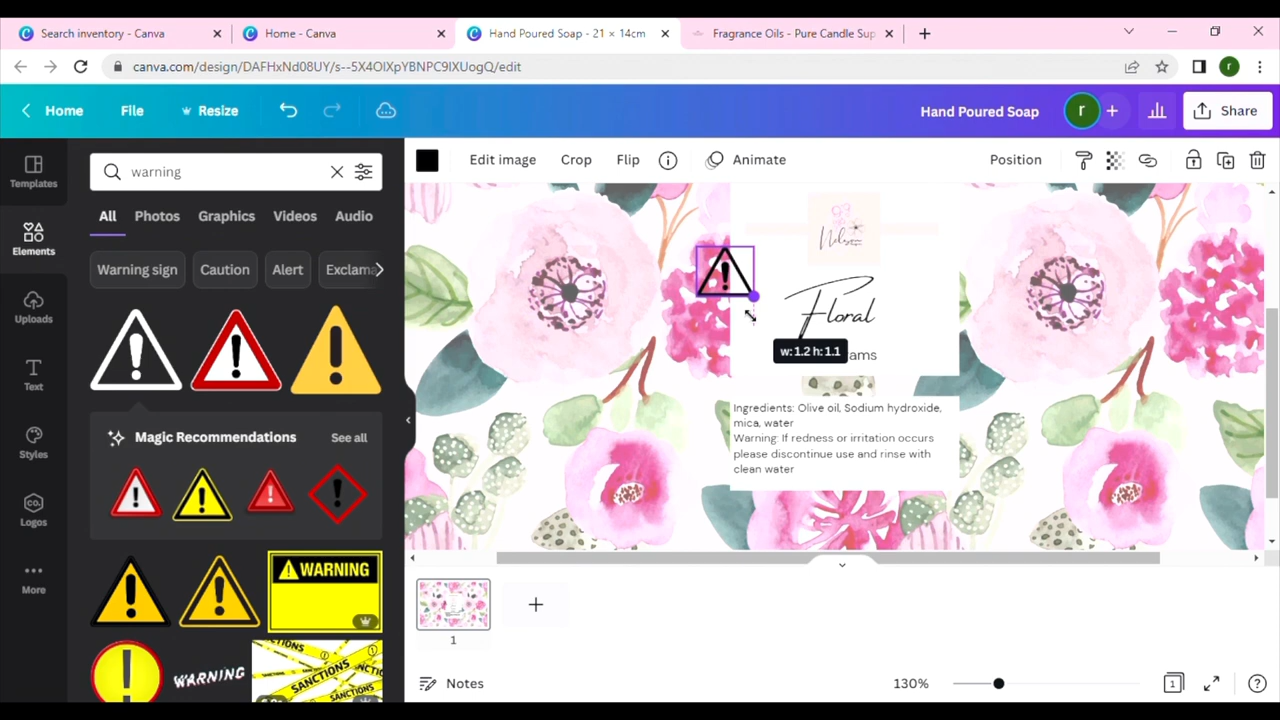 Search inventory - Canva
Home - Canva
Hand Poured Soap - 21 × 14cm
Fragrance Oils - Pure Candle Sup
canva.com/design/DAFHxNd08UY/s--5X4OlXpYBNPC9IXUogQ/edit
r
Home
File
Resize
Hand Poured Soap
r
Share
Templates
Elements
Uploads
Text
Styles
Logos
More
warning
All
Photos
Graphics
Videos
Audio
Warning sign
Caution
Alert
Exclama
Magic Recommendations
See all
WARNING
WARNING
SANCTIONS
SANCTIONS
Edit image
Crop
Flip
Animate
Position
Floral
w:1.2 h:1.1
ams
Ingredients: Olive oil, Sodium hydroxide,
mica, water
Warning: If redness or irritation occurs
please discontinue use and rinse with
clean water
1
Notes
130%
1